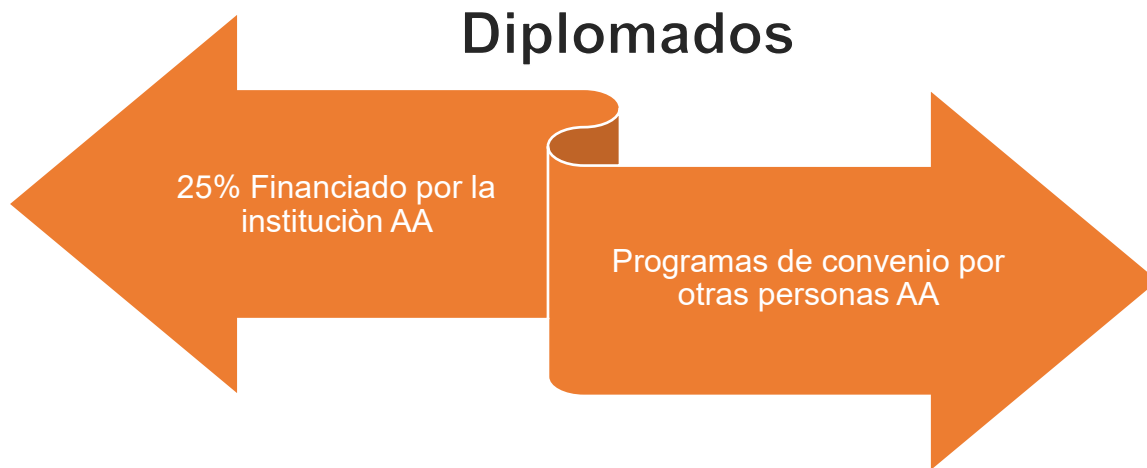 Diplomados
25% Financiado por la
instituciòn AA
Programas de convenio por
otras personas AA